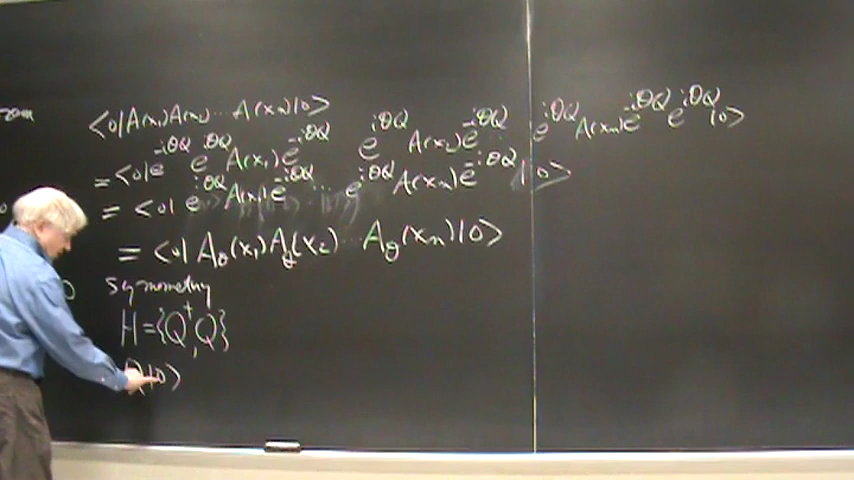 <0|A(x₁)A(x₂)⋯A(xₙ)|0>
=<0|e^{-iθQ} e^{iθQ} A(x₁) e^{-iθQ} e^{iθQ} A(x₂) e^{-iθQ} ⋯ e^{iθQ} A(xₙ) e^{-iθQ} e^{iθQ} |0>
= <0| e^{iθQ} A(x₁) e^{-iθQ} ⋯ e^{iθQ} A(xₙ) e^{-iθQ} |0>
= <0| A_θ(x₁) A_θ(x₂) ⋯ A_θ(xₙ)|0>
symmetry
H = {Q†, Q}
|0>